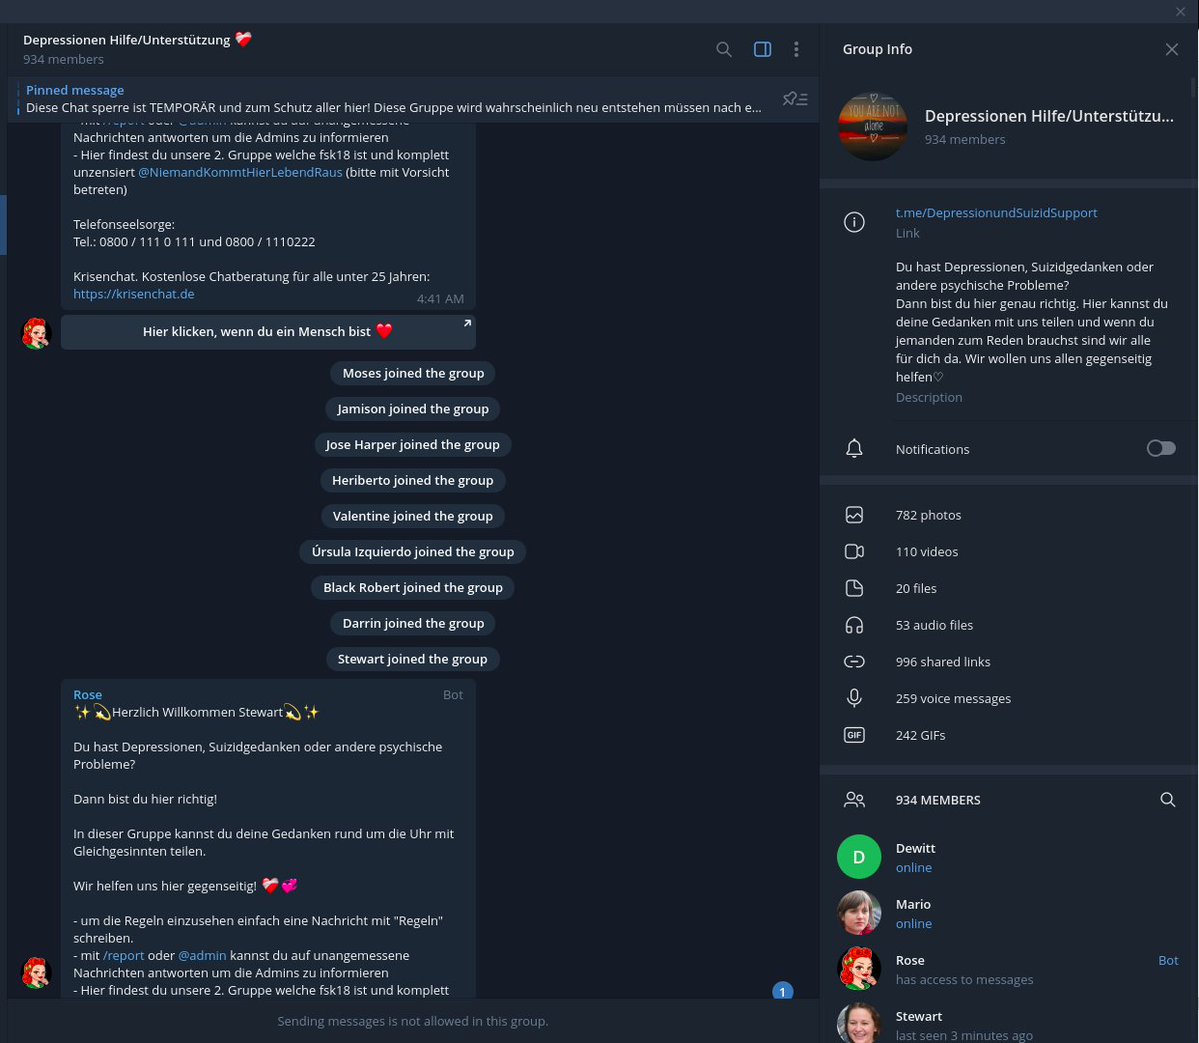 Depressionen Hilfe/Unterstützung ❤️‍🩹
934 members
Pinned message
Diese Chat sperre ist TEMPORÄR und zum Schutz aller hier! Diese Gruppe wird wahrscheinlich neu entstehen müssen nach e...
- mit /report oder @admin kannst du auf unangemessene
Nachrichten antworten um die Admins zu informieren
- Hier findest du unsere 2. Gruppe welche fsk18 ist und komplett
unzensiert @NiemandKommtHierLebendRaus (bitte mit Vorsicht
betreten)
Telefonseelsorge:
Tel.: 0800 / 111 0 111 und 0800 / 1110222
Krisenchat. Kostenlose Chatberatung für alle unter 25 Jahren:
https://krisenchat.de
4:41 AM
Hier klicken, wenn du ein Mensch bist ❤️
Moses joined the group
Jamison joined the group
Jose Harper joined the group
Heriberto joined the group
Valentine joined the group
Úrsula Izquierdo joined the group
Black Robert joined the group
Darrin joined the group
Stewart joined the group
Rose Bot
✨💫Herzlich Willkommen Stewart💫✨
Du hast Depressionen, Suizidgedanken oder andere psychische
Probleme?
Dann bist du hier richtig!
In dieser Gruppe kannst du deine Gedanken rund um die Uhr mit
Gleichgesinnten teilen.
Wir helfen uns hier gegenseitig! ❤️‍🩹💞
- um die Regeln einzusehen einfach eine Nachricht mit "Regeln"
schreiben.
- mit /report oder @admin kannst du auf unangemessene
Nachrichten antworten um die Admins zu informieren
- Hier findest du unsere 2. Gruppe welche fsk18 ist und komplett
1
Sending messages is not allowed in this group.
Group Info
YOU ARE NOT
alone
Depressionen Hilfe/Unterstützu...
934 members
t.me/DepressionundSuizidSupport
Link
Du hast Depressionen, Suizidgedanken oder
andere psychische Probleme?
Dann bist du hier genau richtig. Hier kannst du
deine Gedanken mit uns teilen und wenn du
jemanden zum Reden brauchst sind wir alle
für dich da. Wir wollen uns allen gegenseitig
helfen♡
Description
Notifications
782 photos
110 videos
20 files
53 audio files
996 shared links
259 voice messages
GIF
242 GIFs
934 MEMBERS
D
Dewitt
online
Mario
online
Rose Bot
has access to messages
Stewart
last seen 3 minutes ago